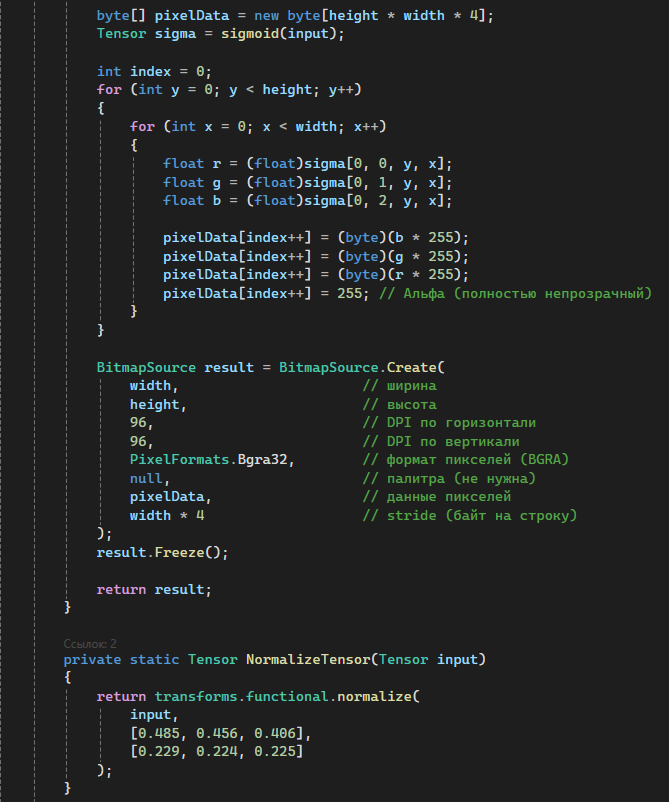 byte[] pixelData = new byte[height * width * 4];
Tensor sigma = sigmoid(input);
int index = 0;
for (int y = 0; y < height; y++)
{
for (int x = 0; x < width; x++)
{
float r = (float)sigma[0, 0, y, x];
float g = (float)sigma[0, 1, y, x];
float b = (float)sigma[0, 2, y, x];
pixelData[index++] = (byte)(b * 255);
pixelData[index++] = (byte)(g * 255);
pixelData[index++] = (byte)(r * 255);
pixelData[index++] = 255; // Альфа (полностью непрозрачный)
}
}
BitmapSource result = BitmapSource.Create(
width, // ширина
height, // высота
96, // DPI по горизонтали
96, // DPI по вертикали
PixelFormats.Bgra32, // формат пикселей (BGRA)
null, // палитра (не нужна)
pixelData, // данные пикселей
width * 4 // stride (байт на строку)
);
result.Freeze();
return result;
}
Ссылок: 2
private static Tensor NormalizeTensor(Tensor input)
{
return transforms.functional.normalize(
input,
[0.485, 0.456, 0.406],
[0.229, 0.224, 0.225]
);
}